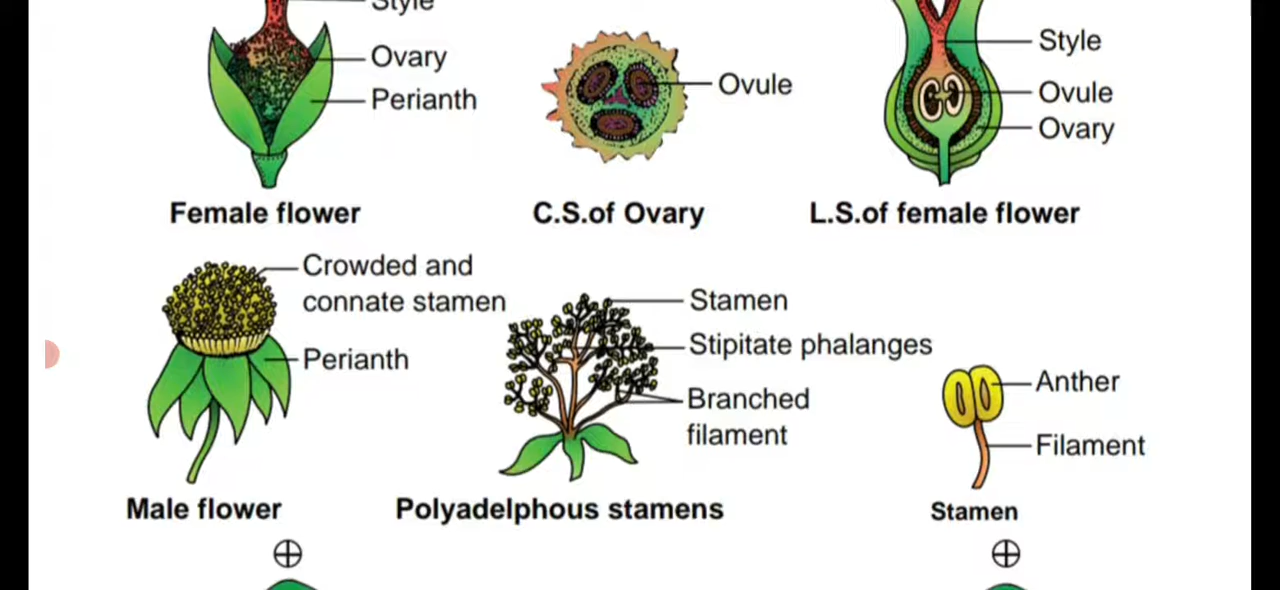 Style
Ovary
Perianth
Ovule
Style
Ovule
Ovary
Female flower
C.S.of Ovary
L.S.of female flower
Crowded and
connate stamen
Perianth
Stamen
Stipitate phalanges
Branched
filament
Anther
Filament
Male flower
Polyadelphous stamens
Stamen